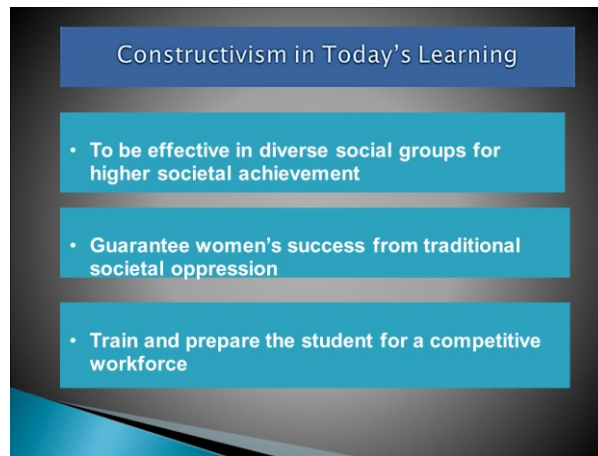 Constructivism in Today's Learning
• To be effective in diverse social groups for
higher societal achievement
• Guarantee women's success from traditional
societal oppression
• Train and prepare the student for a competitive
workforce